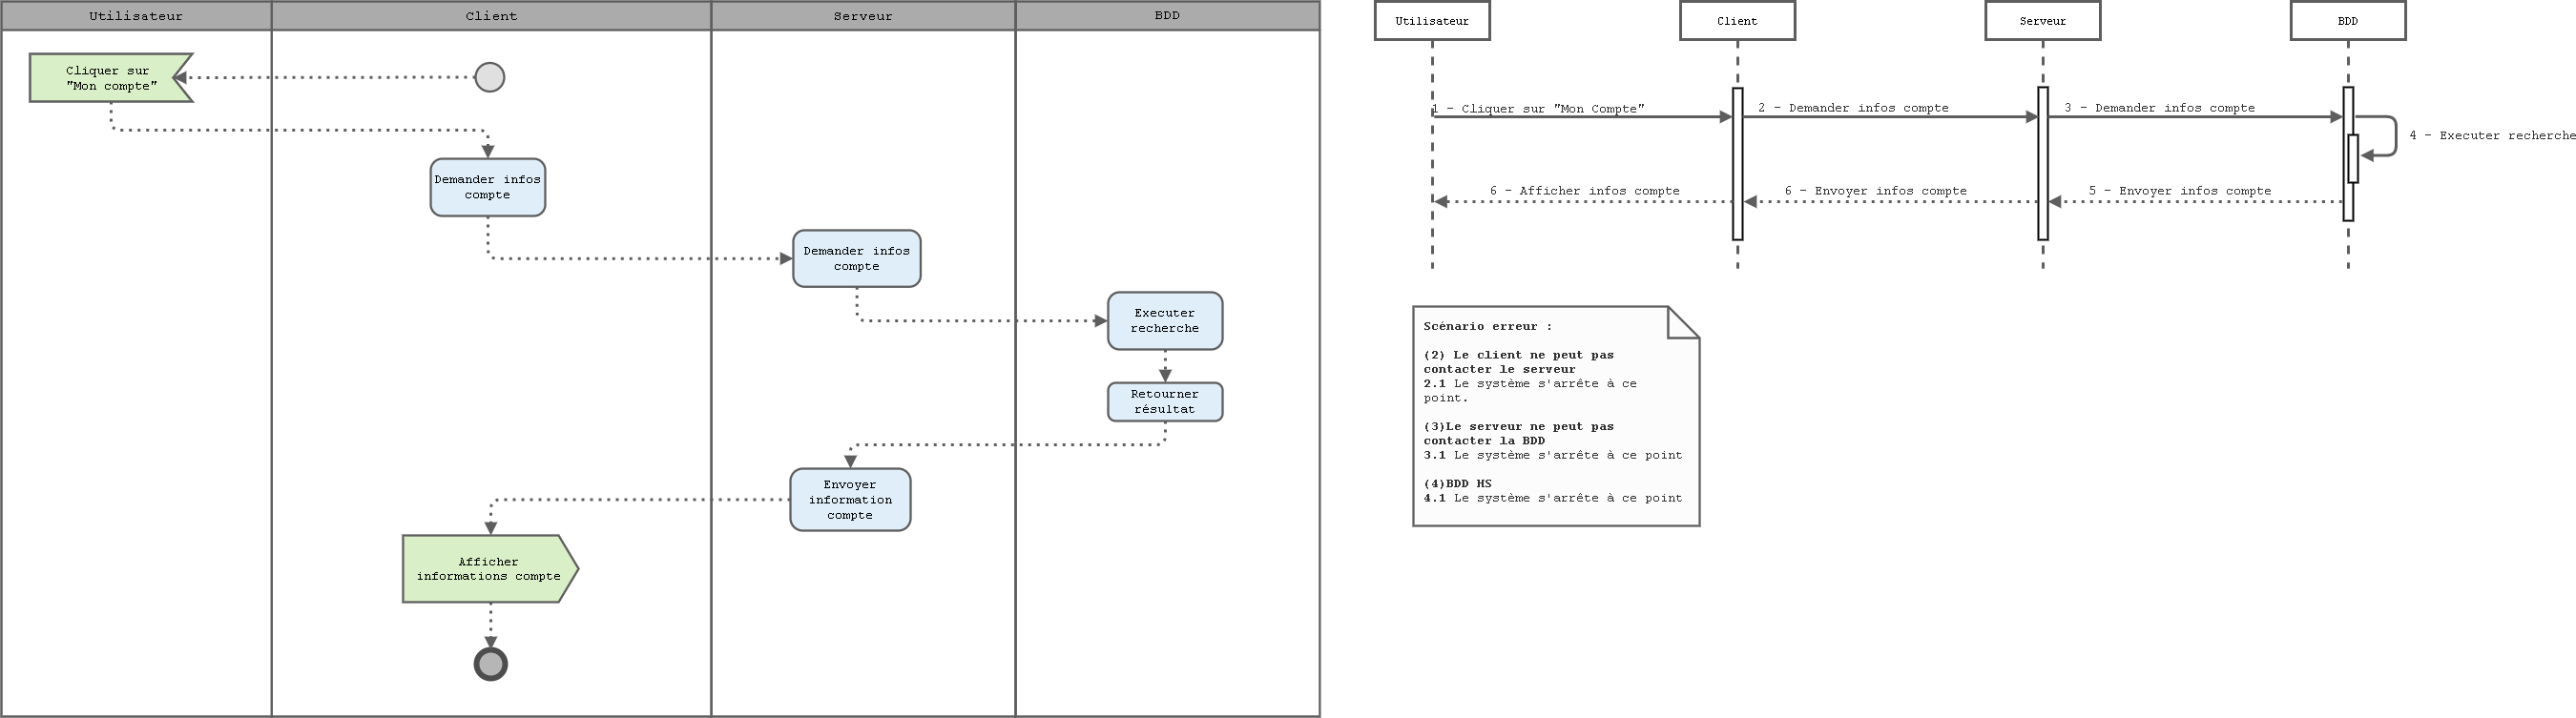 Utilisateur
Client
Serveur
BDD
Cliquer sur
"Mon compte"
Demander infos
compte
Demander infos
compte
Executer
recherche
Retourner
résultat
Envoyer
information
compte
Afficher
informations compte
Utilisateur
Client
Serveur
BDD
1 - Cliquer sur "Mon Compte"
2 - Demander infos compte
3 - Demander infos compte
4 - Executer recherche
6 - Afficher infos compte
6 - Envoyer infos compte
5 - Envoyer infos compte
Scénario erreur :
(2) Le client ne peut pas
contacter le serveur
2.1 Le système s'arrête à ce
point.
(3)Le serveur ne peut pas
contacter la BDD
3.1 Le système s'arrête à ce point
(4)BDD HS
4.1 Le système s'arrête à ce point